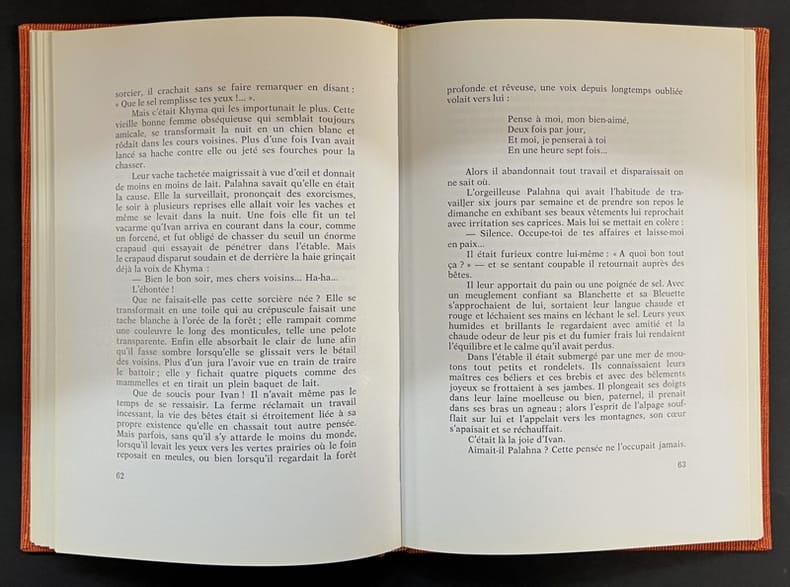 sorcier, il crachait sans se faire remarquer en disant :
« Que le sel remplisse tes yeux !... ».
Mais c'était Khyma qui les importunait le plus. Cette
vieille bonne femme obséquieuse qui semblait toujours
amicale, se transformait la nuit en un chien blanc et
rôdait dans les cours voisines. Plus d'une fois Ivan avait
lancé sa hache contre elle ou jeté ses fourches pour la
chasser.
Leur vache tachetée maigrissait à vue d'œil et donnait
de moins en moins de lait. Palahna savait qu'elle en était
la cause. Elle la surveillait, prononçait des exorcismes,
le soir à plusieurs reprises elle allait voir les vaches et
même se levait dans la nuit. Une fois elle fit un tel
vacarme qu'Ivan arriva en courant dans la cour, comme
un forcené, et fut obligé de chasser du seuil un énorme
crapaud qui essayait de pénétrer dans l'étable. Mais
le crapaud disparut soudain et de derrière la haie grinçait
déjà la voix de Khyma :
— Bien le bon soir, mes chers voisins... Ha-ha...
L'éhontée !
Que ne faisait-elle pas cette sorcière née ? Elle se
transformait en une toile qui au crépuscule faisait une
tache blanche à l'orée de la forêt ; elle rampait comme
une couleuvre le long des monticules, telle une pelote
transparente. Enfin elle absorbait le clair de lune afin
qu'il fasse sombre lorsqu'elle se glissait vers le bétail
des voisins. Plus d'un jura l'avoir vue en train de traire
le battoir ; elle y fichait quatre piquets comme des
mammelles et en tirait un plein baquet de lait.
Que de soucis pour Ivan ! Il n'avait même pas le
temps de se ressaisir. La ferme réclamait un travail
incessant, la vie des bêtes était si étroitement liée à sa
propre existence qu'elle en chassait tout autre pensée.
Mais parfois, sans qu'il s'y attarde le moins du monde,
lorsqu'il levait les yeux vers les vertes prairies où le foin
reposait en meules, ou bien lorsqu'il regardait la forêt
62
profonde et rêveuse, une voix depuis longtemps oubliée
volait vers lui :
Pense à moi, mon bien-aimé,
Deux fois par jour,
Et moi, je penserai à toi
En une heure sept fois...
Alors il abandonnait tout travail et disparaissait on
ne sait où.
L'orgeilleuse Palahna qui avait l'habitude de tra-
vailler six jours par semaine et de prendre son repos le
dimanche en exhibant ses beaux vêtements lui reprochait
avec irritation ses caprices. Mais lui se mettait en colère :
— Silence. Occupe-toi de tes affaires et laisse-moi
en paix...
Il était furieux contre lui-même : « A quoi bon tout
ça ? » — et se sentant coupable il retournait auprès des
bêtes.
Il leur apportait du pain ou une poignée de sel. Avec
un meuglement confiant sa Blanchette et sa Bleuette
s'approchaient de lui, sortaient leur langue chaude et
rouge et léchaient ses mains en léchant le sel. Leurs yeux
humides et brillants le regardaient avec amitié et la
chaude odeur de leur pis et du fumier frais lui rendaient
l'équilibre et le calme qu'il avait perdus.
Dans l'étable il était submergé par une mer de mou-
tons tout petits et rondelets. Ils connaissaient leurs
maîtres ces béliers et ces brebis et avec des bêlements
joyeux se frottaient à ses jambes. Il plongeait ses doigts
dans leur laine moelleuse ou bien, paternel, il prenait
dans ses bras un agneau ; alors l'esprit de l'alpage souf-
flait sur lui et l'appelait vers les montagnes, son cœur
s'apaisait et se réchauffait.
C'était là la joie d'Ivan.
Aimait-il Palahna ? Cette pensée ne l'occupait jamais.
63